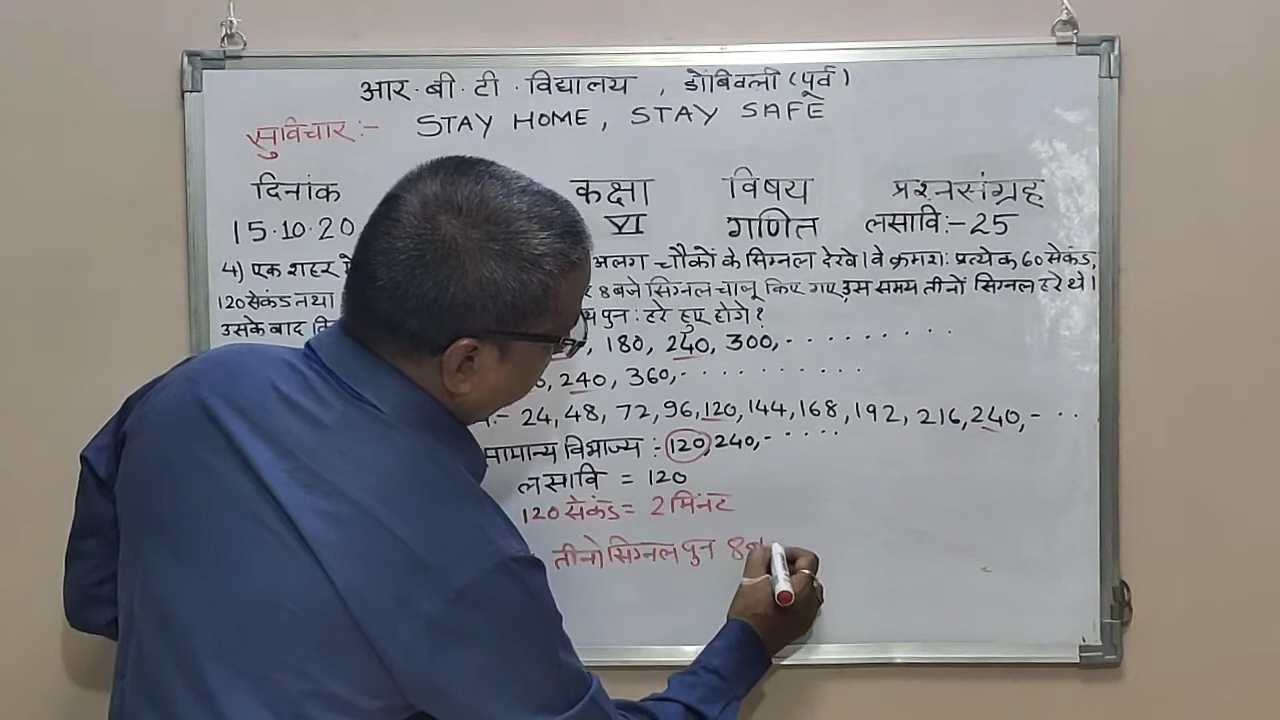 आर.बी.टी.विद्यालय, डोंबिवली (पूर्व)
सुविचार:- STAY HOME, STAY SAFE
दिनांक कक्षा विषय प्रश्नसंग्रह
15.10.20 VI गणित लसावि:-25
4) एक शहर अलग चौकों के सिग्नल देखे। वे क्रमश: प्रत्येक 60 सेकंड,
120 सेकंड तथा 8 बजे सिग्नल चालू किए गए, उस समय तीनों सिग्नल हरे थे।
उसके बाद पुन: हरे हुए होगे?
, 180, 240, 300,- . . . . . . . .
, 240, 360,- . . . . . . . . .
:- 24, 48, 72, 96, 120, 144, 168, 192, 216, 240,- . .
सामान्य विभाज्य : 120, 240,- . . . .
लसावि = 120
120 सेकंड = 2 मिनट
तीनो सिग्नल पुन 8